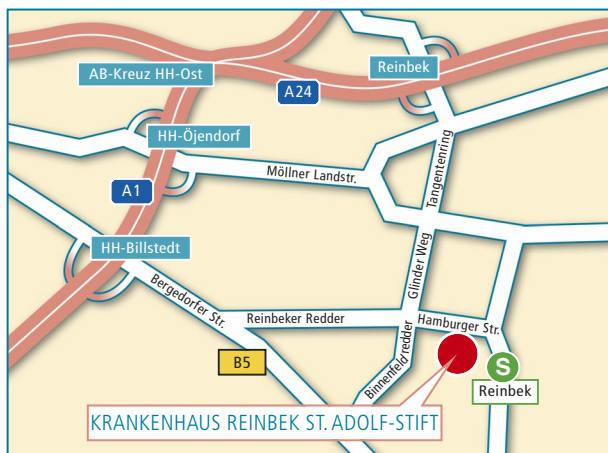 AB-Kreuz HH-Ost
Reinbek
A24
HH-Öjendorf
Möllner Landstr.
Tangentenring
A1
HH-Billstedt
Glinder Weg
Bergedorfer Str.
Reinbeker Redder
Hamburger Str.
B5
Binnenfeldredder
S
Reinbek
KRANKENHAUS REINBEK ST. ADOLF-STIFT